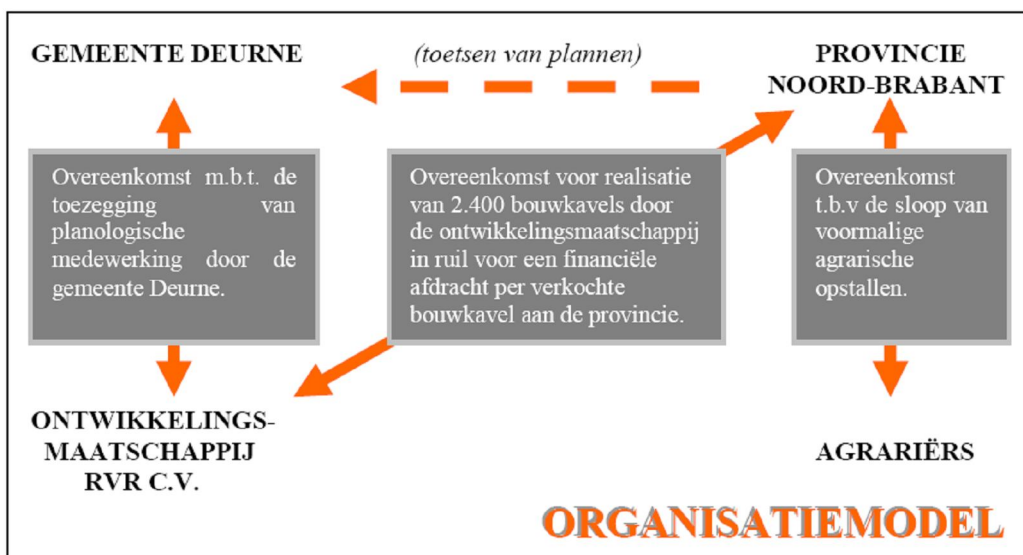 GEMEENTE DEURNE
(toetsen van plannen)
PROVINCIE
NOORD-BRABANT
Overeenkomst m.b.t. de
toezegging van
planologische
medewerking door de
gemeente Deurne.
Overeenkomst voor realisatie
van 2.400 bouwkavels door
de ontwikkelingsmaatschappij
in ruil voor een financiële
afdracht per verkochte
bouwkavel aan de provincie.
Overeenkomst
t.b.v de sloop van
voormalige
agrarische
opstallen.
ONTWIKKELINGS-
MAATSCHAPPIJ
RVR C.V.
AGRARIËRS
ORGANISATIEMODEL